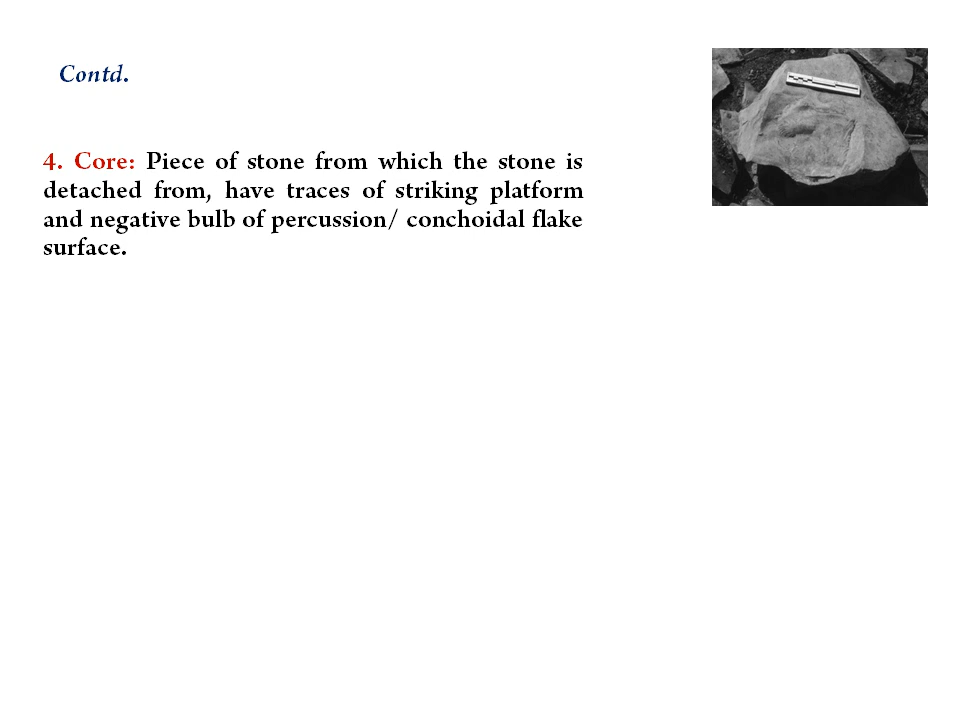 Contd.
4. Core: Piece of stone from which the stone is
detached from, have traces of striking platform
and negative bulb of percussion/ conchoidal flake
surface.